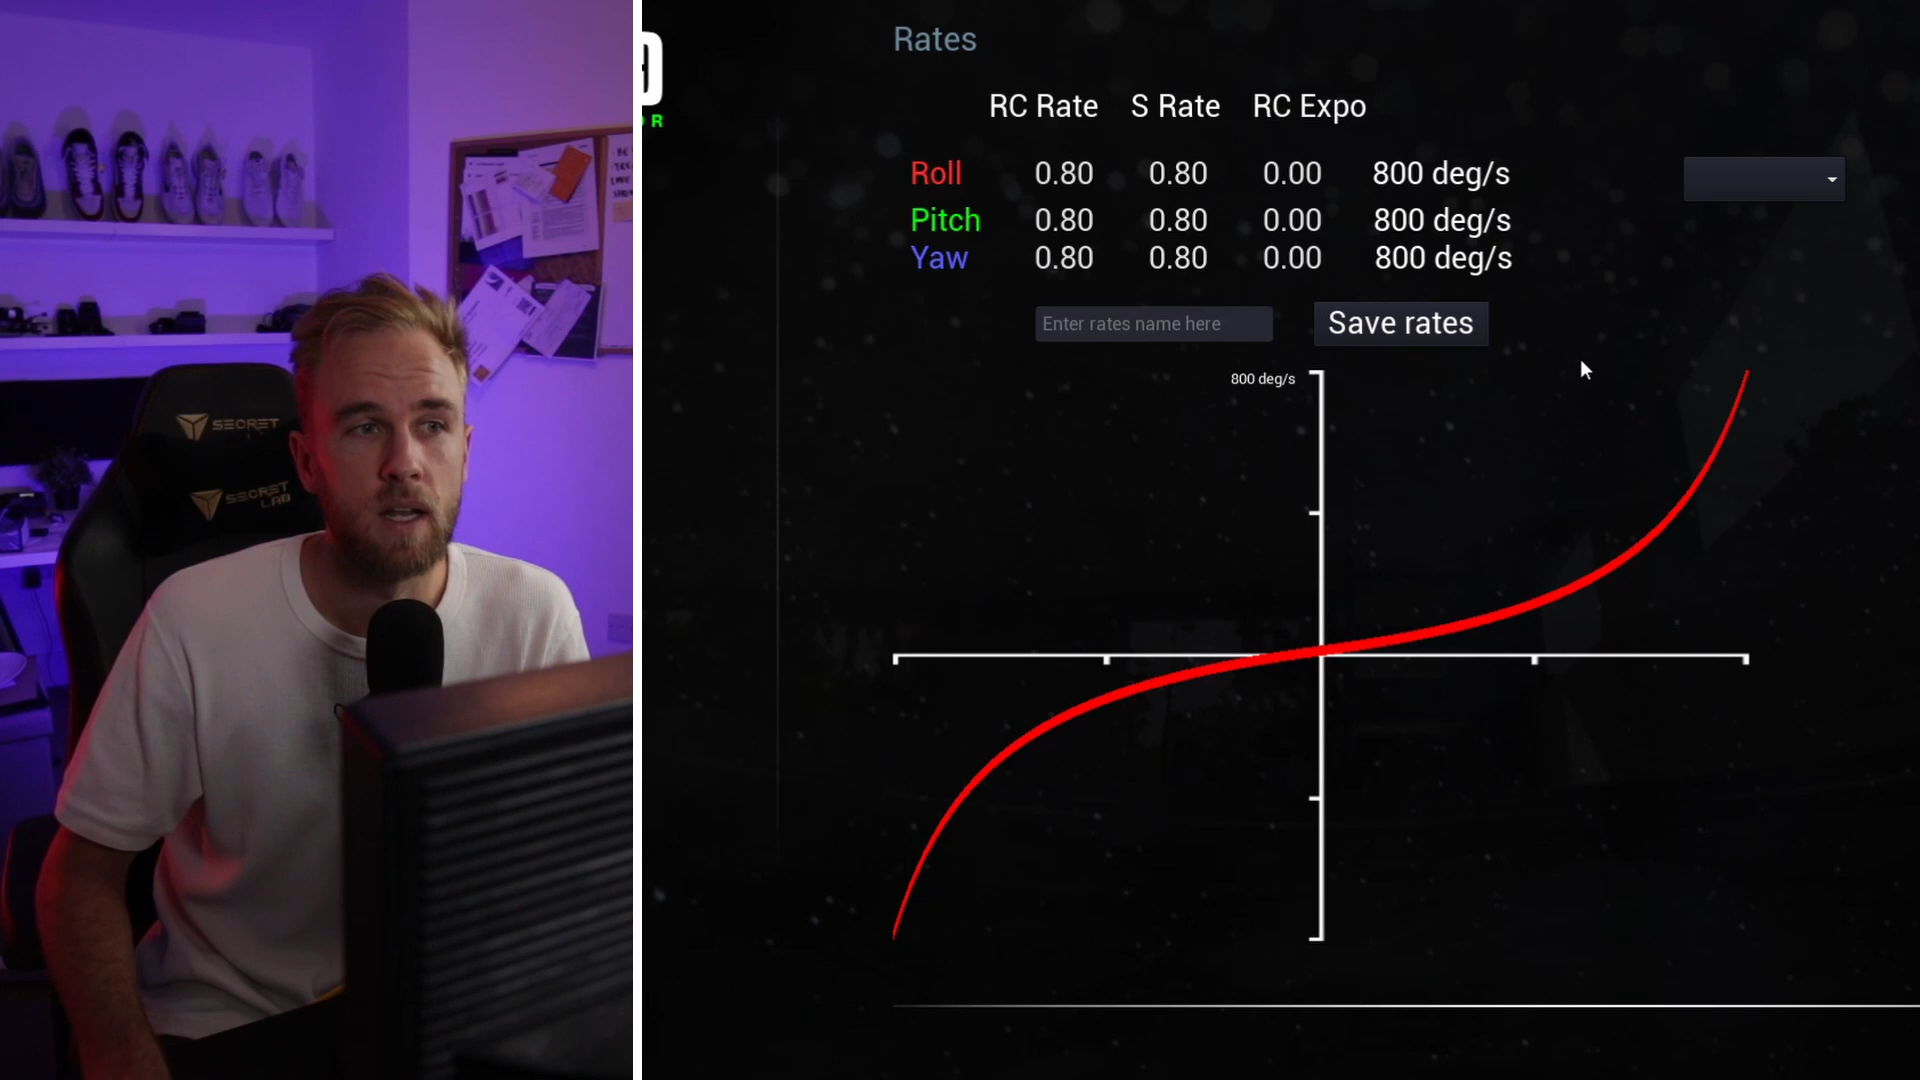 SECRET
SECRET
LAB
OR
Rates
RC Rate S Rate RC Expo
Roll 0.80 0.80 0.00 800 deg/s
Pitch 0.80 0.80 0.00 800 deg/s
Yaw 0.80 0.80 0.00 800 deg/s
Enter rates name here Save rates
800 deg/s